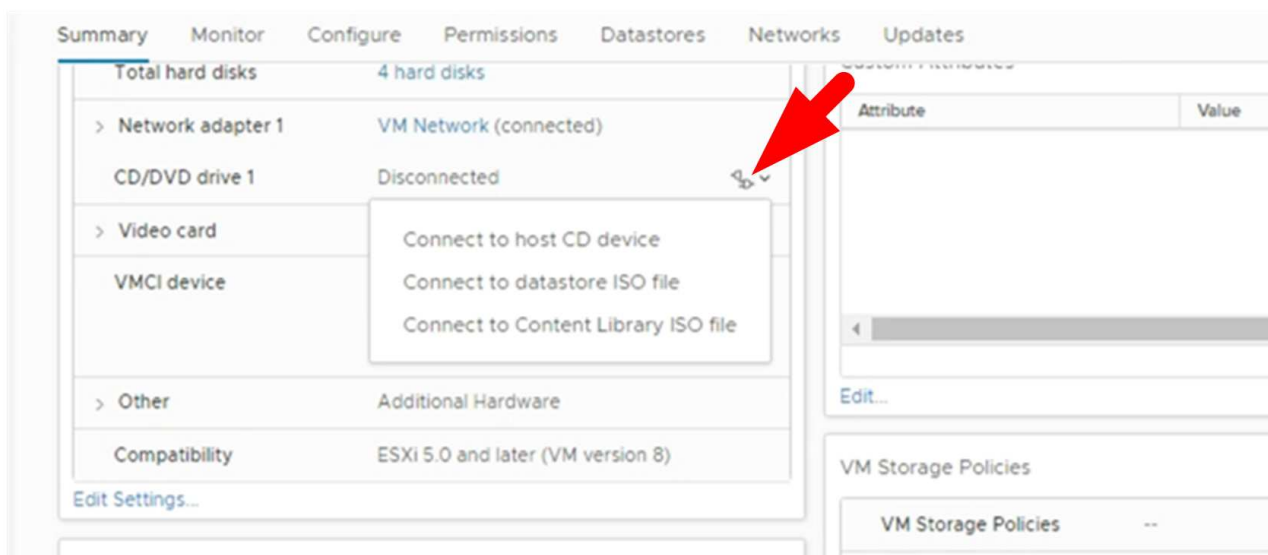 Summary Monitor Configure Permissions Datastores Networks Updates
Total hard disks 4 hard disks
Network adapter 1 VM Network (connected)
CD/DVD drive 1 Disconnected
Connect to host CD device
Connect to datastore ISO file
Connect to Content Library ISO file
Video card
VMCI device
Other Additional Hardware
Compatibility ESXi 5.0 and later (VM version 8)
Edit Settings...
Custom Attributes
Attribute Value
Edit...
VM Storage Policies
VM Storage Policies --